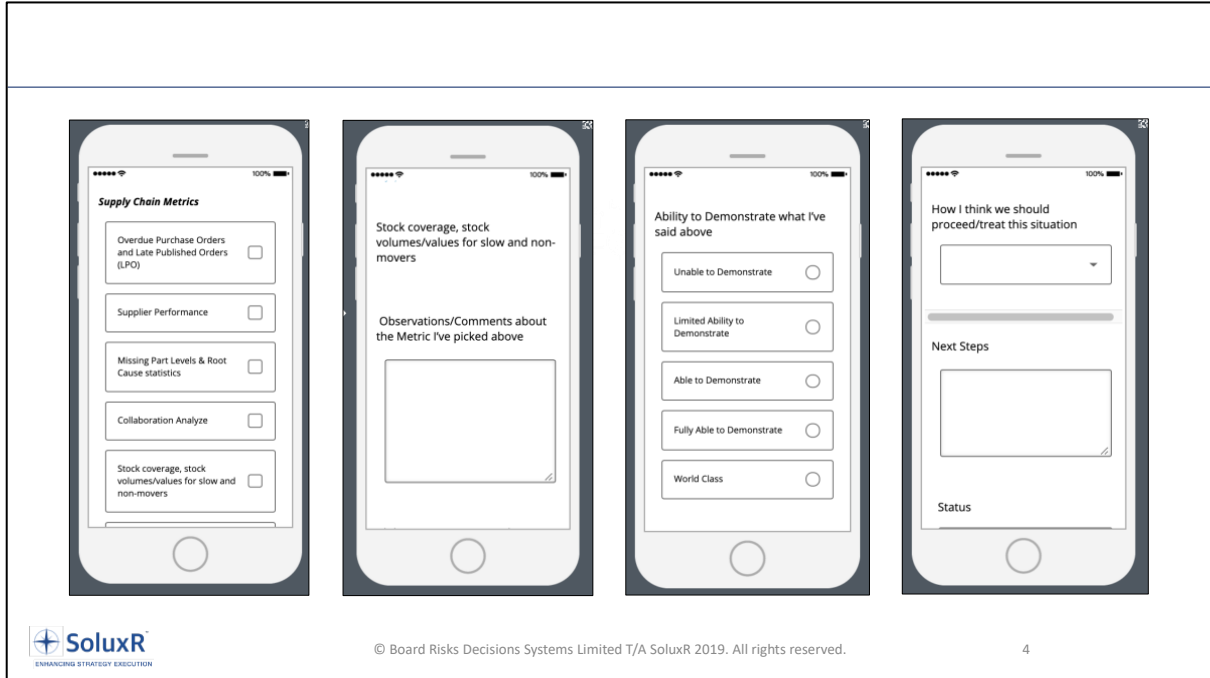 100%
Supply Chain Metrics
Overdue Purchase Orders
and Late Published Orders
(LPO)
Supplier Performance
Missing Part Levels & Root
Cause statistics
Collaboration Analyze
Stock coverage, stock
volumes/values for slow and
non-movers
100%
Stock coverage, stock
volumes/values for slow and non-
movers
Observations/Comments about
the Metric I've picked above
100%
Ability to Demonstrate what I've
said above
Unable to Demonstrate
Limited Ability to
Demonstrate
Able to Demonstrate
Fully Able to Demonstrate
World Class
100%
How I think we should
proceed/treat this situation
Next Steps
Status
SoluxR
ENHANCING STRATEGY EXECUTION
© Board Risks Decisions Systems Limited T/A SoluxR 2019. All rights reserved.
4